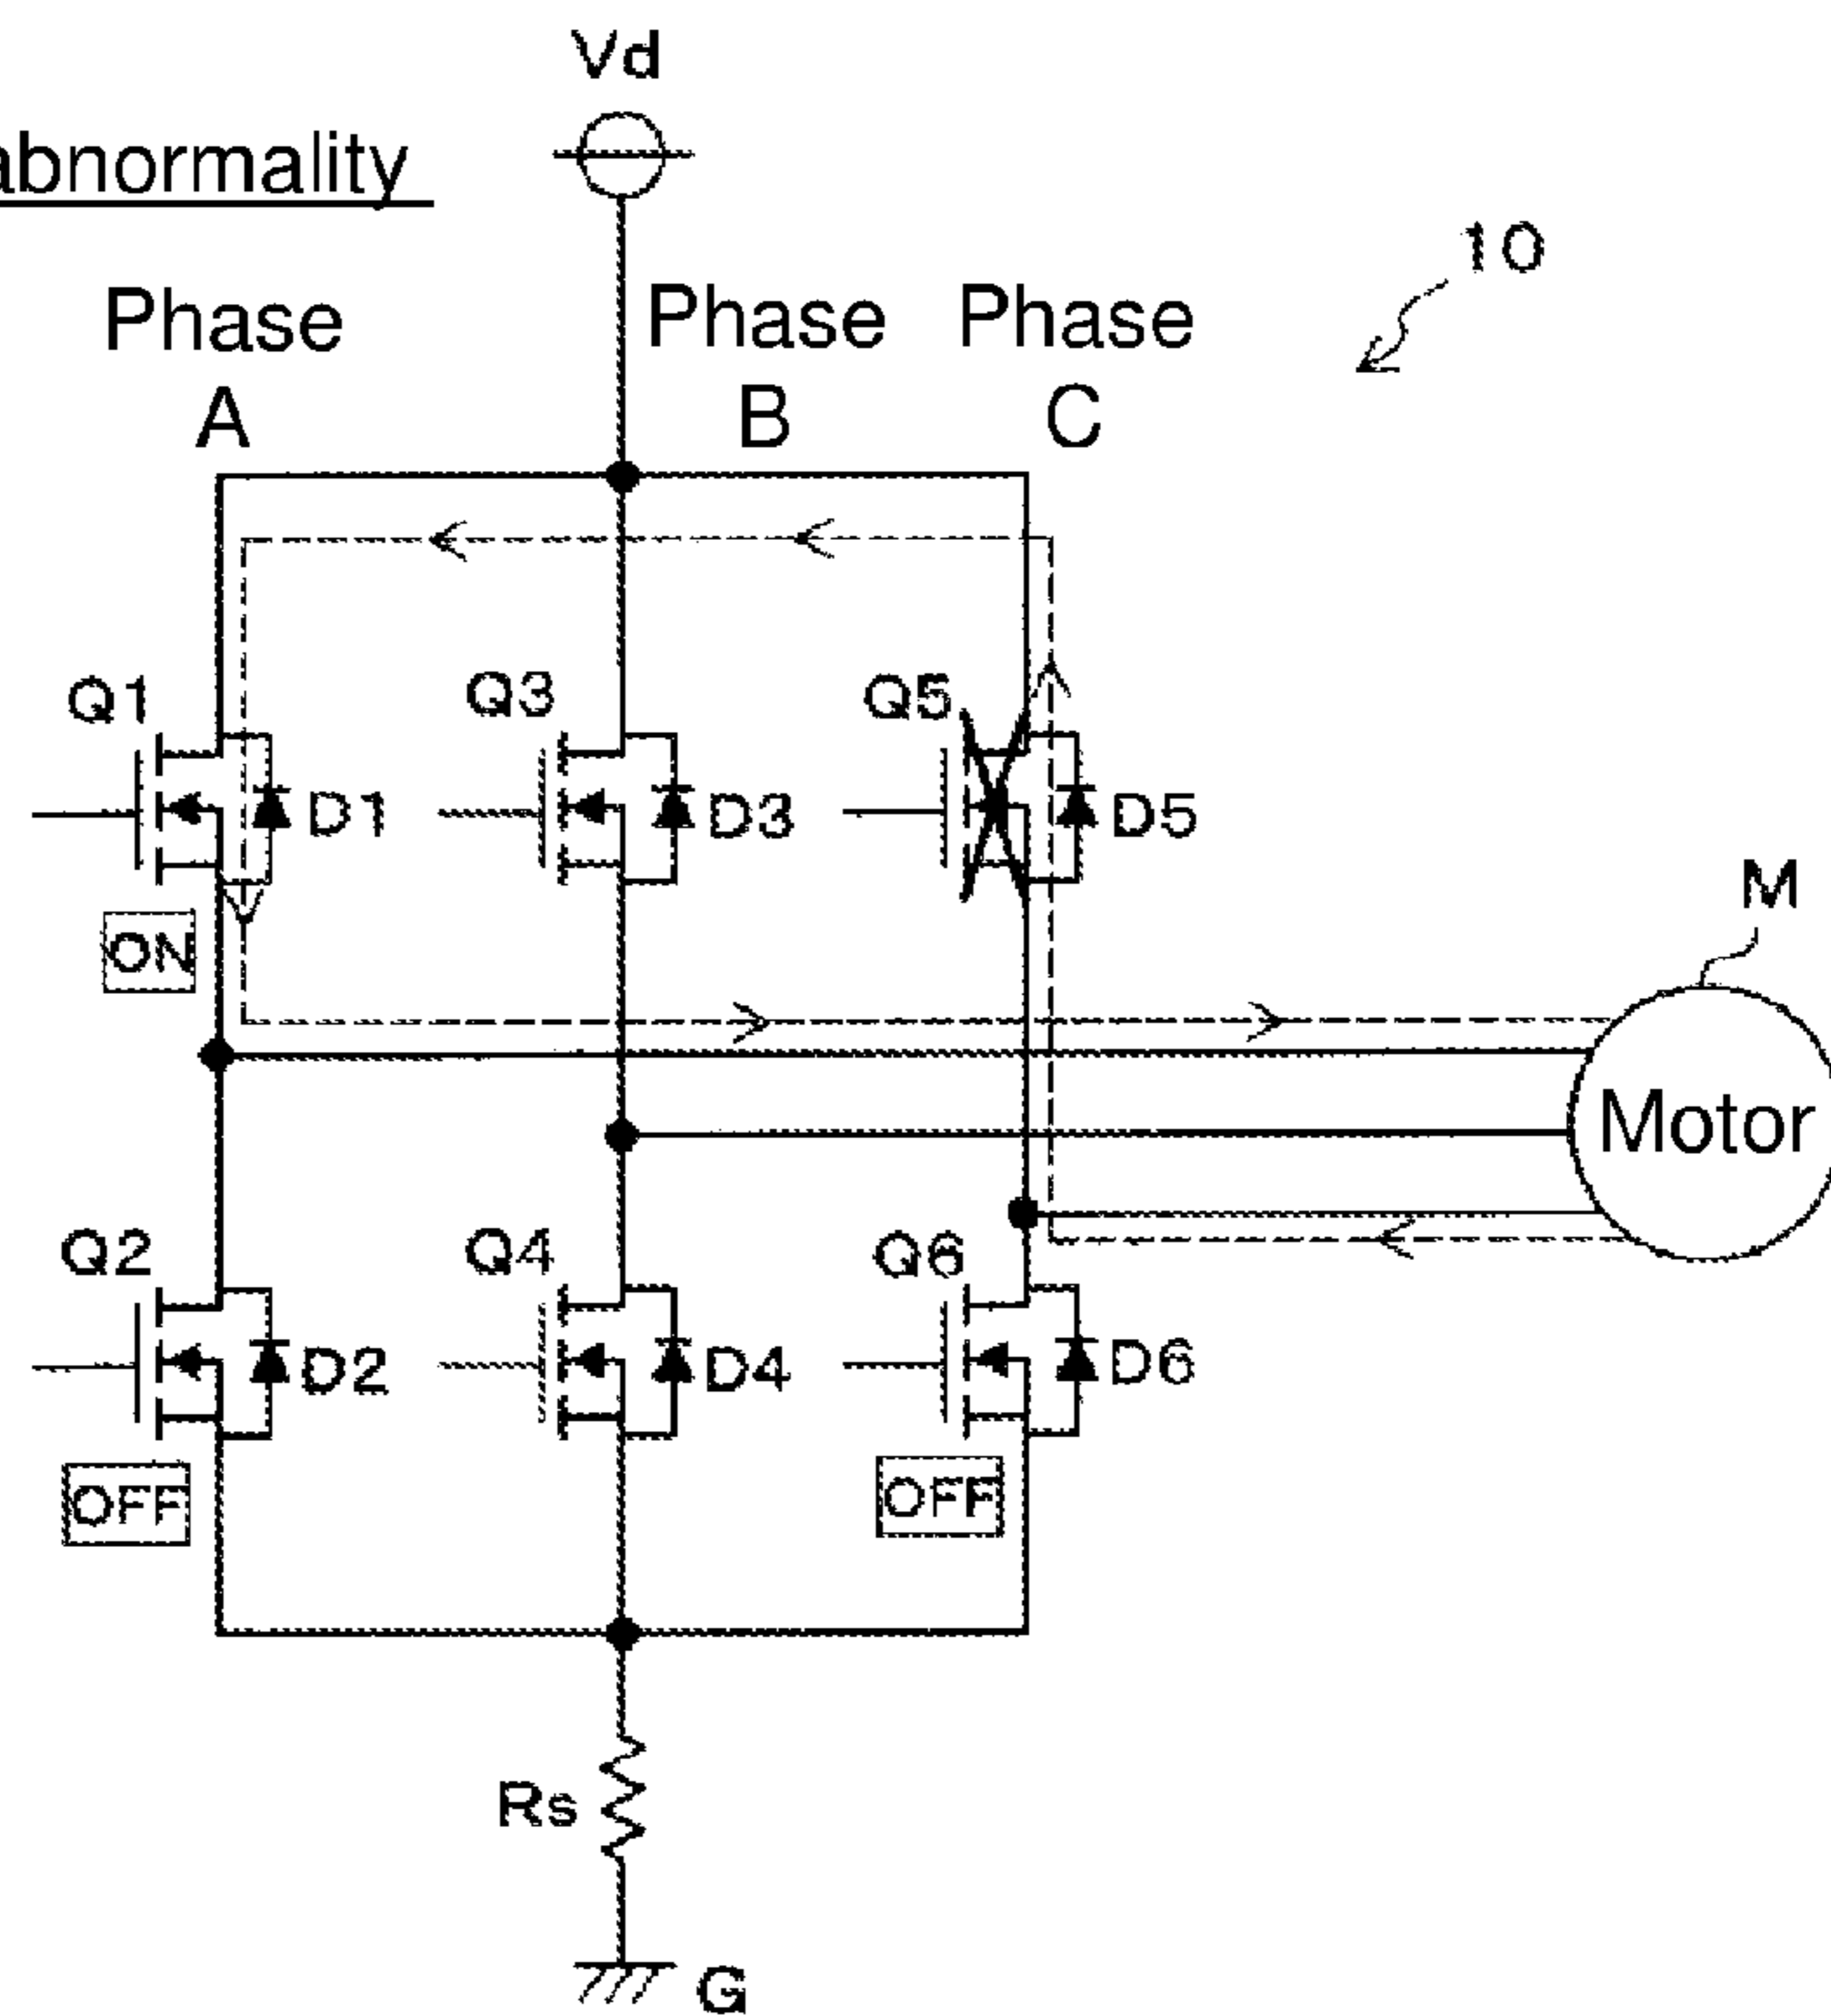 Vd
abnormality
10
Phase A
Phase B
Phase C
Q1
Q3
Q5
D1
D3
D5
ON
M
Motor
Q2
Q4
Q6
D2
D4
D6
OFF
OFF
Rs
G